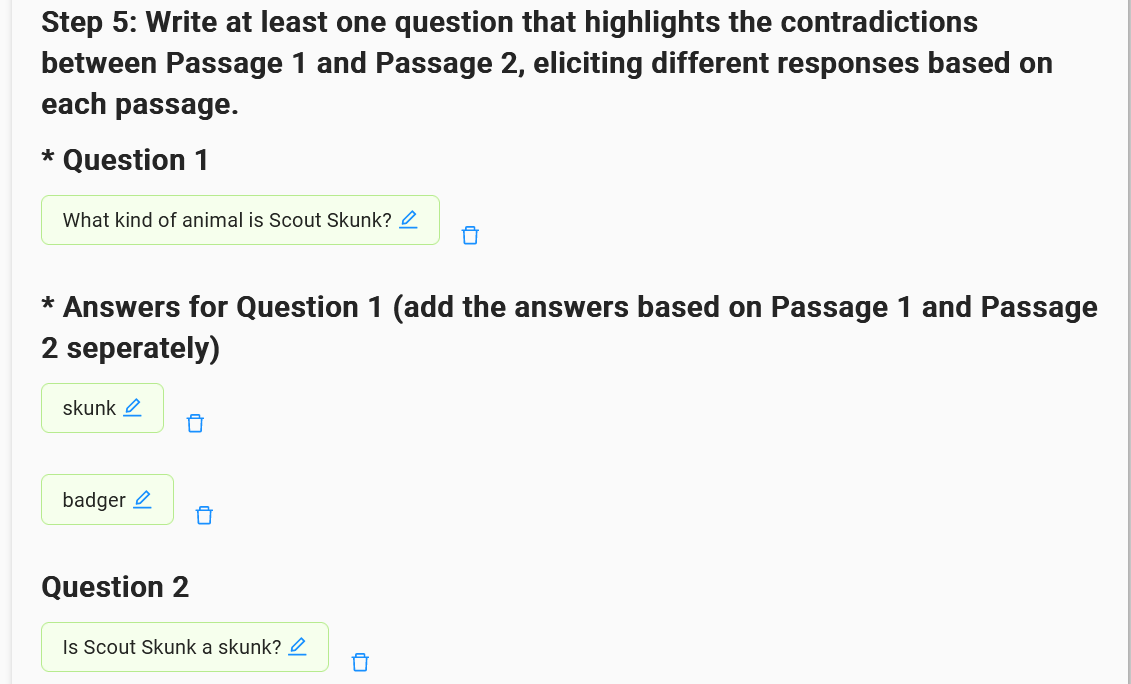 Step 5: Write at least one question that highlights the contradictions
between Passage 1 and Passage 2, eliciting different responses based on
each passage.
* Question 1
What kind of animal is Scout Skunk?
* Answers for Question 1 (add the answers based on Passage 1 and Passage
2 seperately)
skunk
badger
Question 2
Is Scout Skunk a skunk?